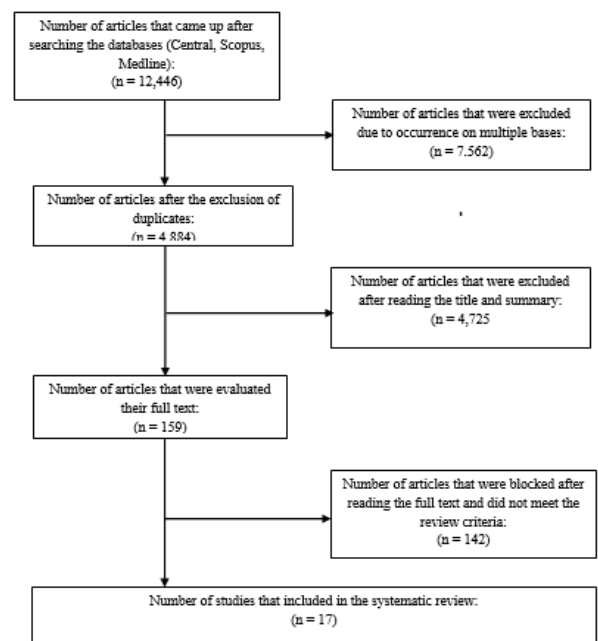 Number of articles that came up after
searching the databases (Central, Scopus,
Medline):
(n = 12,446)
Number of articles that were excluded
due to occurrence on multiple bases:
(n = 7.562)
Number of articles after the exclusion of
duplicates:
(n = 4,884)
Number of articles that were excluded
after reading the title and summary:
(n = 4,725
Number of articles that were evaluated
their full text:
(n = 159)
Number of articles that were blocked after
reading the full text and did not meet the
review criteria:
(n = 142)
Number of studies that included in the systematic review:
(n = 17)